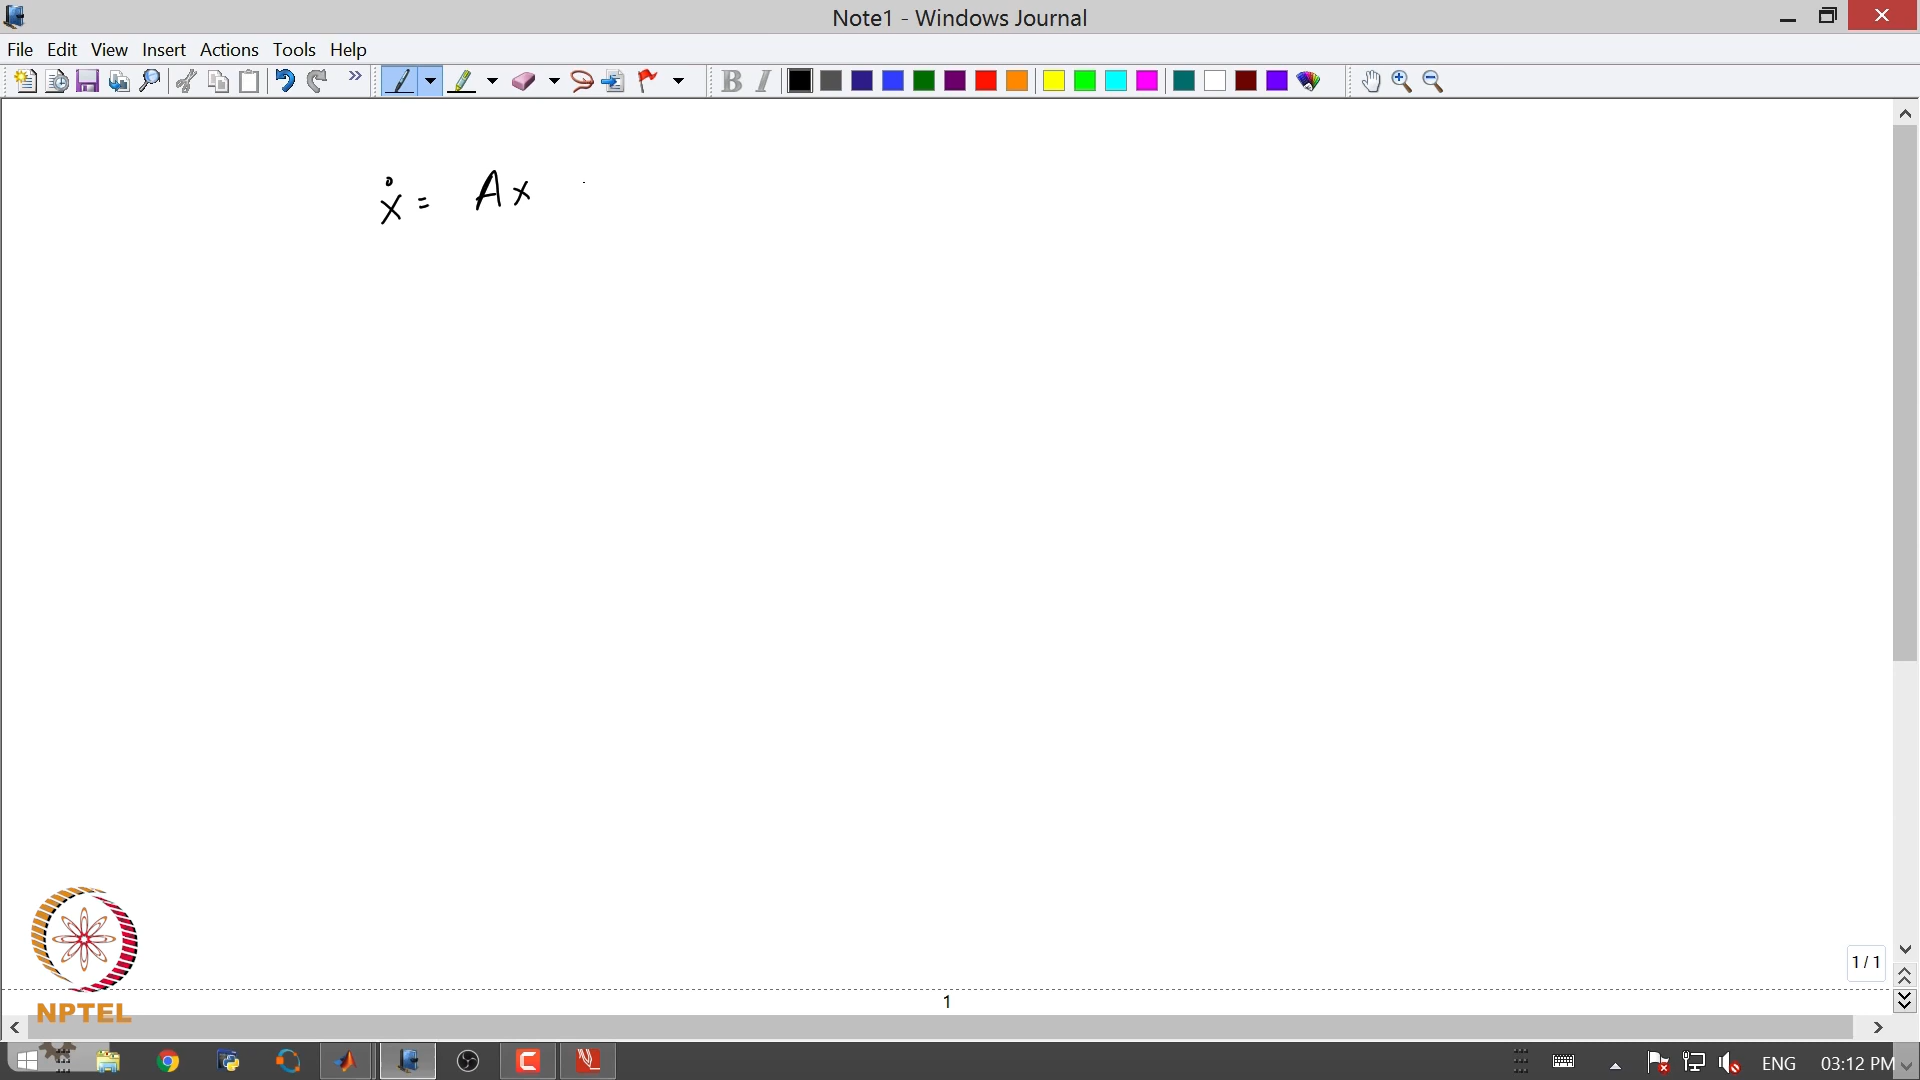 Note1 - Windows Journal
File Edit View Insert Actions Tools Help
B I
ẋ = Ax
1 / 1
1
NPTEL
ENG 03:12 PM